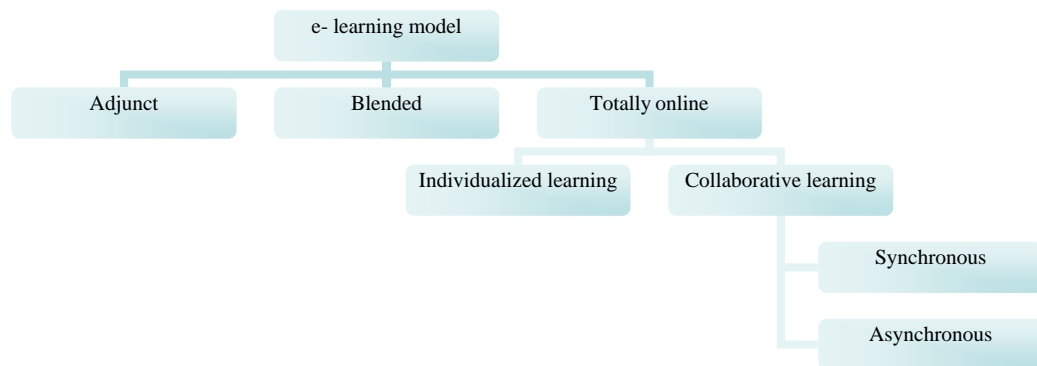 e- learning model
Adjunct
Blended
Totally online
Individualized learning
Collaborative learning
Synchronous
Asynchronous